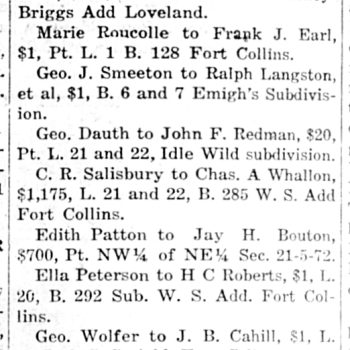 Briggs Add Loveland.
Marie Roucolle to Frank J. Earl,
$1, Pt. L. 1 B. 128 Fort Collins.
Geo. J. Smeeton to Ralph Langston,
et al, $1, B. 6 and 7 Emigh's Subdivis-
ion.
Geo. Dauth to John F. Redman, $20,
Pt. L. 21 and 22, Idle Wild subdivision.
C. R. Salisbury to Chas. A Whallon,
$1,175, L. 21 and 22, B. 285 W. S. Add
Fort Collins.
Edith Patton to Jay H. Bouton,
$700, Pt. NW¼ of NE¼ Sec. 21-5-72.
Ella Peterson to H C Roberts, $1, L.
20, B. 292 Sub. W. S. Add. Fort Col-
lins.
Geo. Wolfer to J. B. Cahill, $1, L.